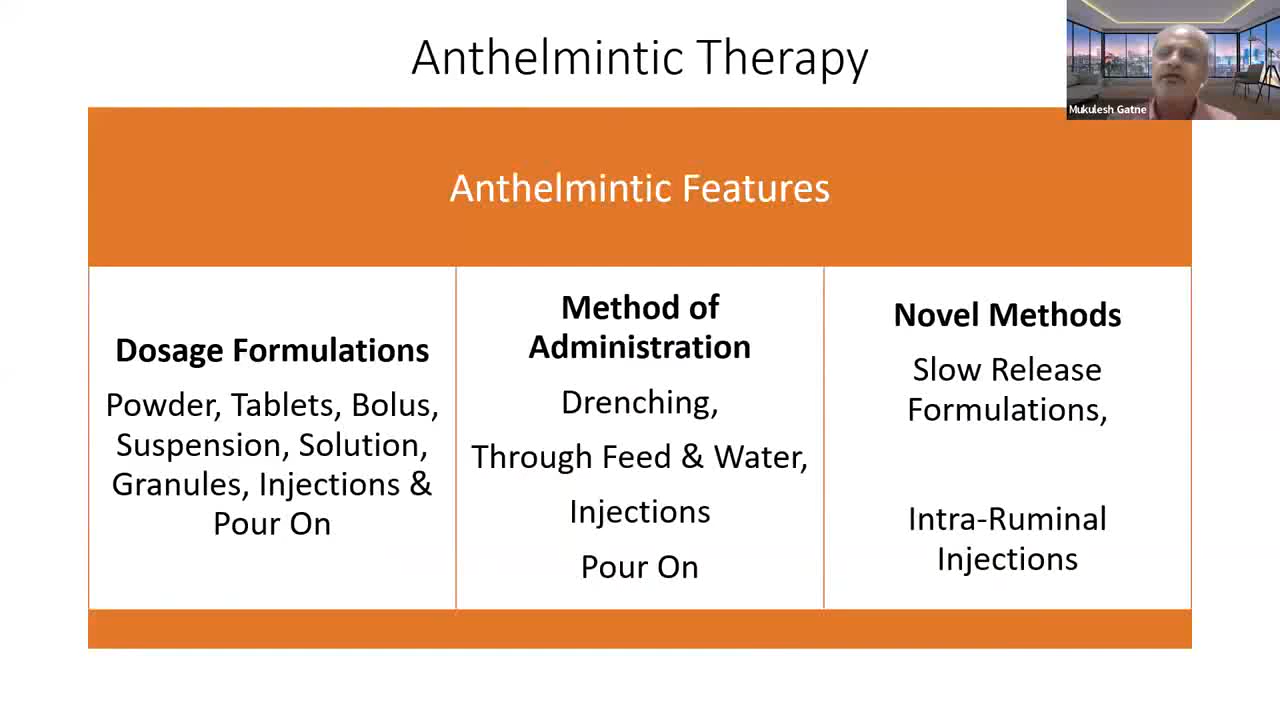 Anthelmintic Therapy
Mukulesh Gatne
Anthelmintic Features
Dosage Formulations
Powder, Tablets, Bolus,
Suspension, Solution,
Granules, Injections &
Pour On
Method of
Administration
Drenching,
Through Feed & Water,
Injections
Pour On
Novel Methods
Slow Release
Formulations,
Intra-Ruminal
Injections